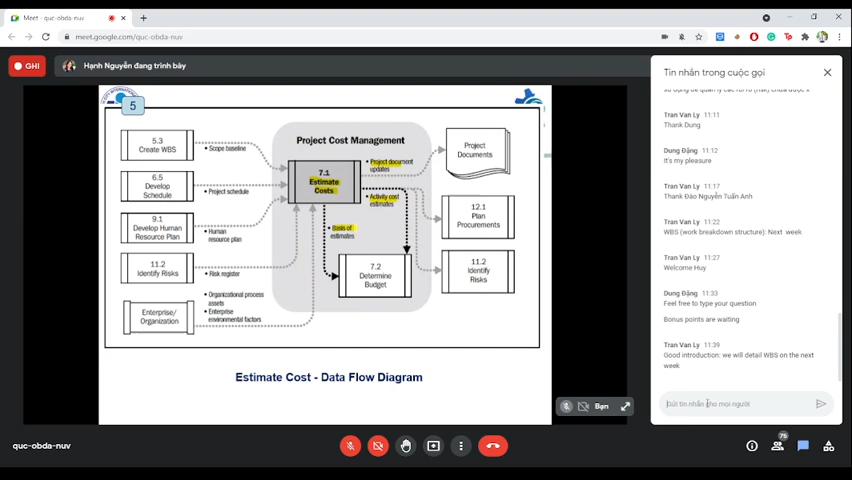 Meet - quc-obda-nuv
meet.google.com/quc-obda-nuv
GHI
Hạnh Nguyễn đang trình bày
5
Project Cost Management
5.3
Create WBS
6.5
Develop
Schedule
9.1
Develop Human
Resource Plan
11.2
Identify Risks
Enterprise/
Organization
• Scope baseline
• Project schedule
• Human
resource plan
• Risk register
• Organizational process
assets
• Enterprise
environmental factors
7.1
Estimate
Costs
• Project document
updates
• Activity cost
estimates
• Basis of
estimates
7.2
Determine
Budget
Project
Documents
12.1
Plan
Procurements
11.2
Identify
Risks
Estimate Cost - Data Flow Diagram
Bạn
Tin nhắn trong cuộc gọi
Tran Van Ly 11:11
Thank Dung
Dung Đặng 11:12
It's my pleasure
Tran Van Ly 11:17
Thank Đào Nguyễn Tuấn Anh
Tran Van Ly 11:22
WBS (work breakdown structure): Next week
Tran Van Ly 11:27
Welcome Huy
Dung Đặng 11:33
Feel free to type your question
Bonus points are waiting
Tran Van Ly 11:39
Good introduction: we will detail WBS on the next
week
Gửi tin nhắn cho mọi người
quc-obda-nuv
75